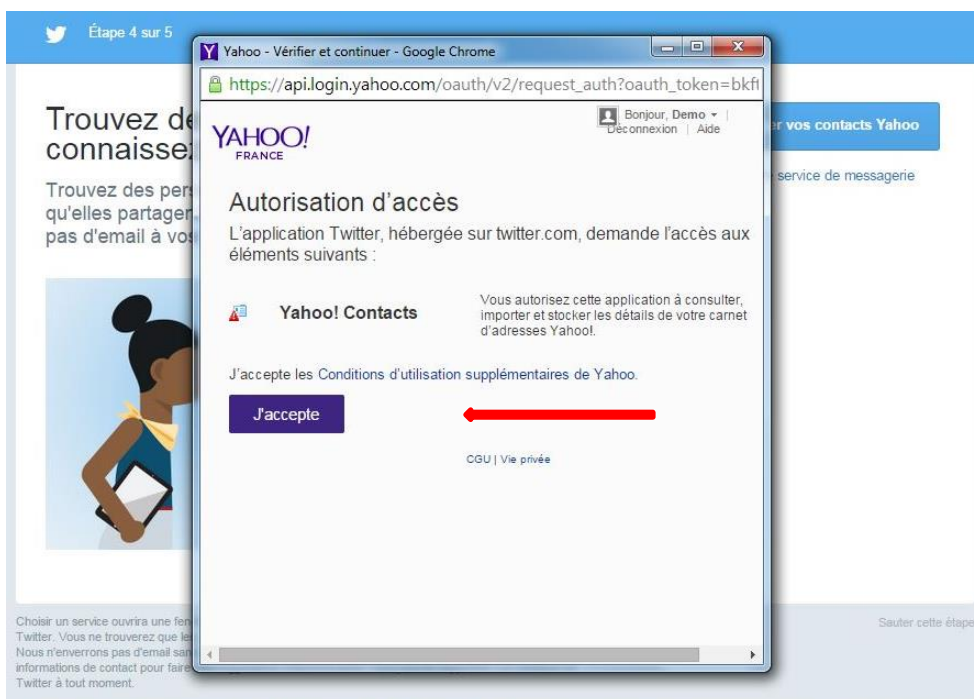 Étape 4 sur 5
Yahoo - Vérifier et continuer - Google Chrome
https://api.login.yahoo.com/oauth/v2/request_auth?oauth_token=bkf
YAHOO!
FRANCE
Bonjour, Demo
Déconnexion | Aide
Autorisation d'accès
L'application Twitter, hébergée sur twitter.com, demande l'accès aux
éléments suivants :
Yahoo! Contacts
Vous autorisez cette application à consulter,
importer et stocker les détails de votre carnet
d'adresses Yahoo!.
J'accepte les Conditions d'utilisation supplémentaires de Yahoo.
J'accepte
CGU | Vie privée
Trouvez de
connaisse
Trouvez des pers
qu'elles partager
pas d'email à vos
er vos contacts Yahoo
service de messagerie
Choisir un service ouvrira une fen
Twitter. Vous ne trouverez que le
Nous n'enverrons pas d'email san
informations de contact pour faire
Twitter à tout moment.
Sauter cette étape